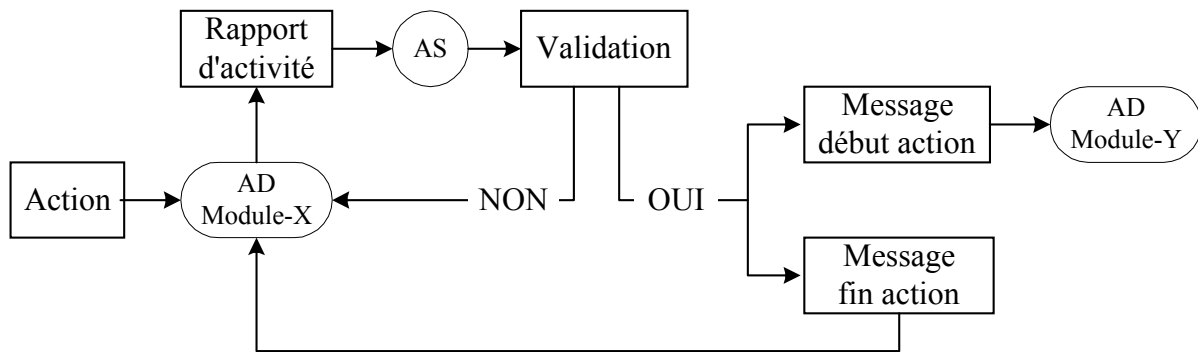 Rapport
d'activité
AS
Validation
Message
début action
AD
Module-Y
Action
AD
Module-X
NON
OUI
Message
fin action